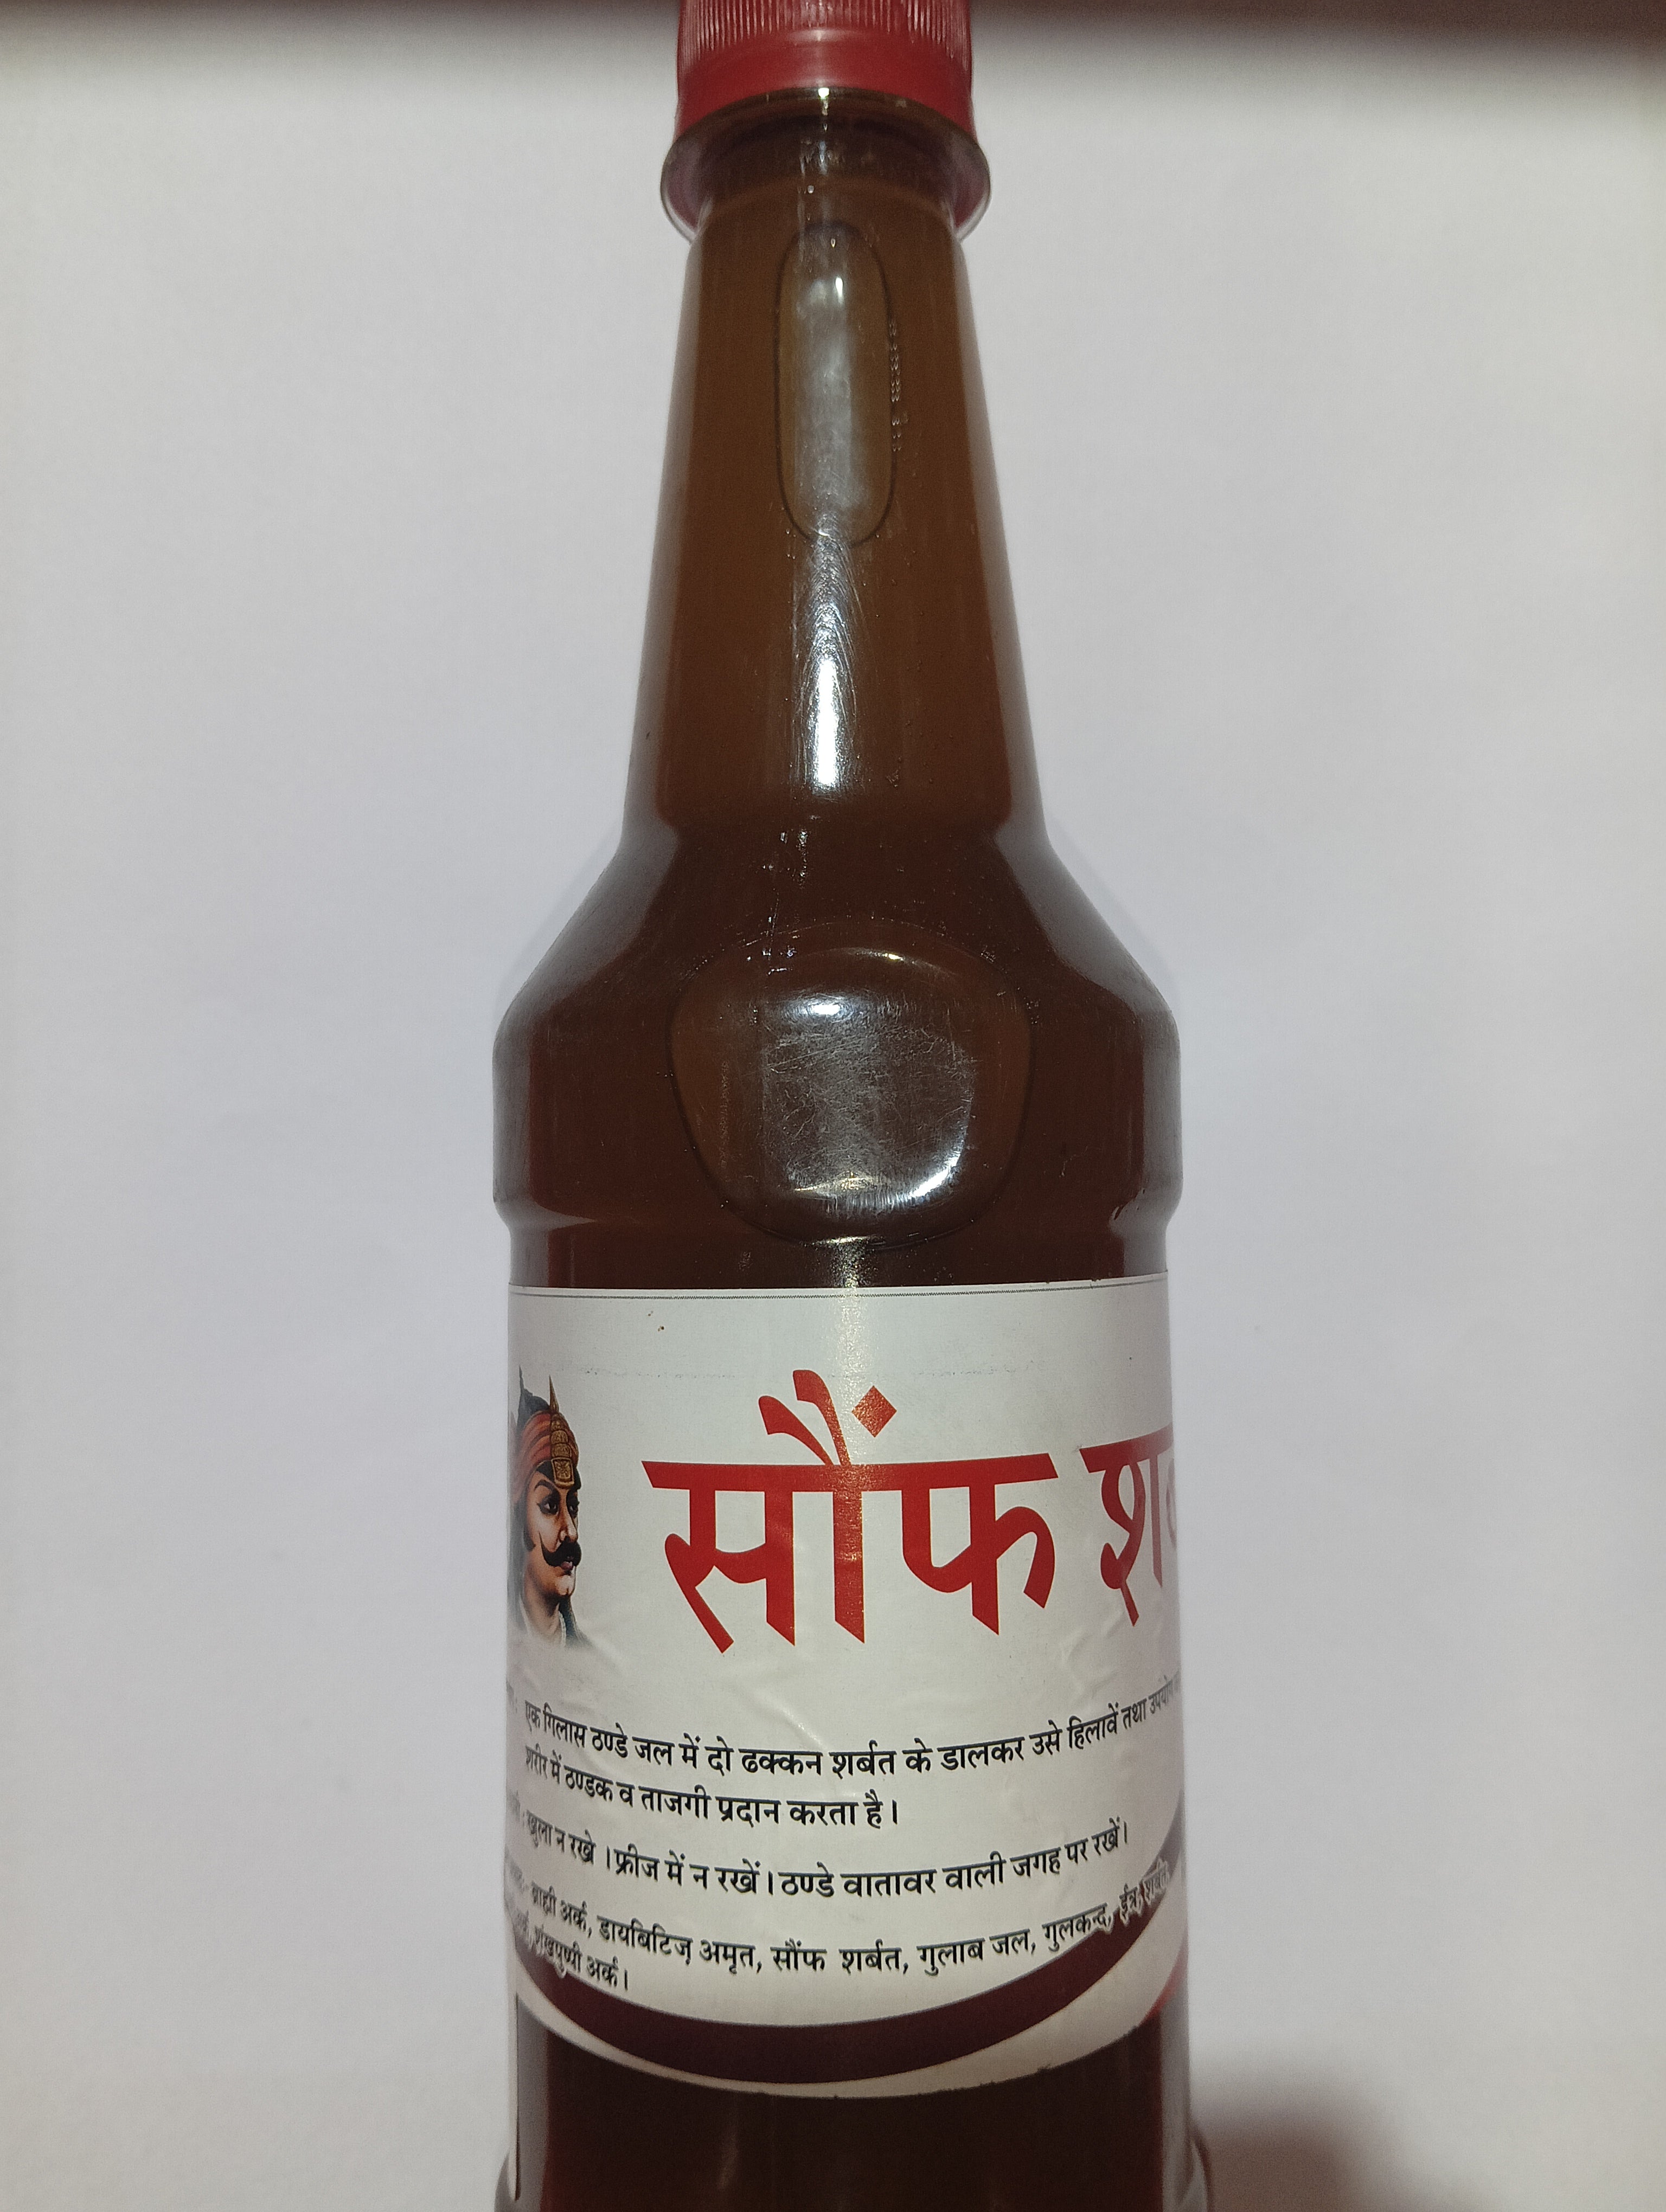 सौंफ
एक गिलास ठण्डे जल में दो ढक्कन शर्बत के डालकर उसे हिलावें तथा
शरीर में ठण्डक व ताजगी प्रदान करता है।
खुला न रखे । फ्रीज में न रखें। ठण्डे वातावर वाली जगह पर रखें।
ब्राह्मी अर्क, डायबिटिज़ अमृत, सौंफ शर्बत, गुलाब जल, गुलकन्द,
शंखपुष्पी अर्क।